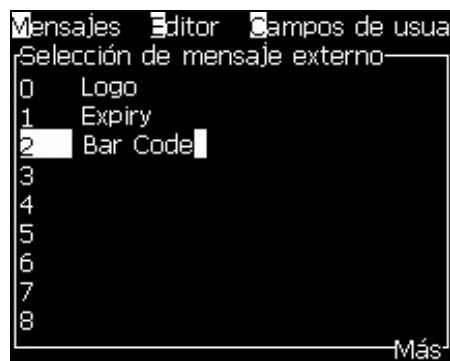 Mensajes Editor Campos de usua
Selección de mensaje externo
0 Logo
1 Expiry
2 Bar Code
3
4
5
6
7
8
Más